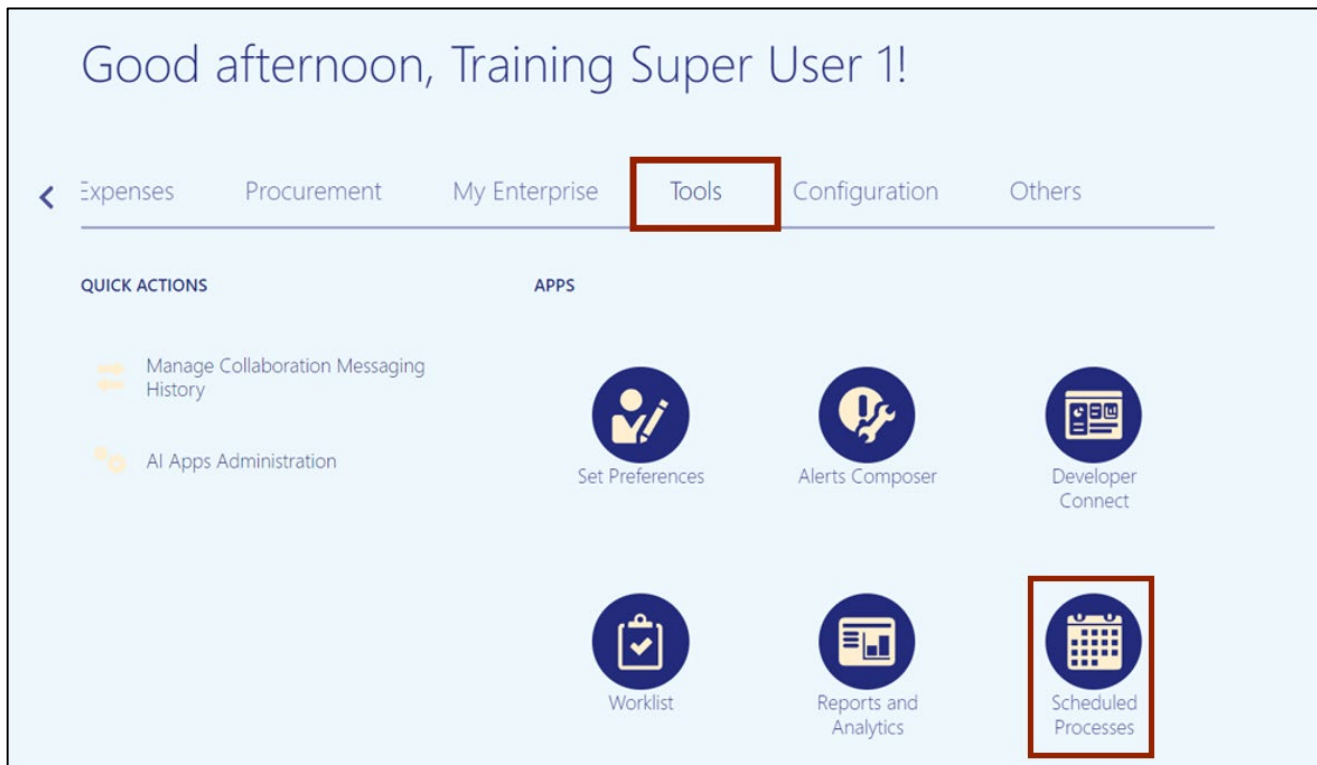 Good afternoon, Training Super User 1!
Expenses Procurement My Enterprise Tools Configuration Others
QUICK ACTIONS
APPS
Manage Collaboration Messaging
History
AI Apps Administration
Set Preferences
Alerts Composer
Developer
Connect
Worklist
Reports and
Analytics
Scheduled
Processes